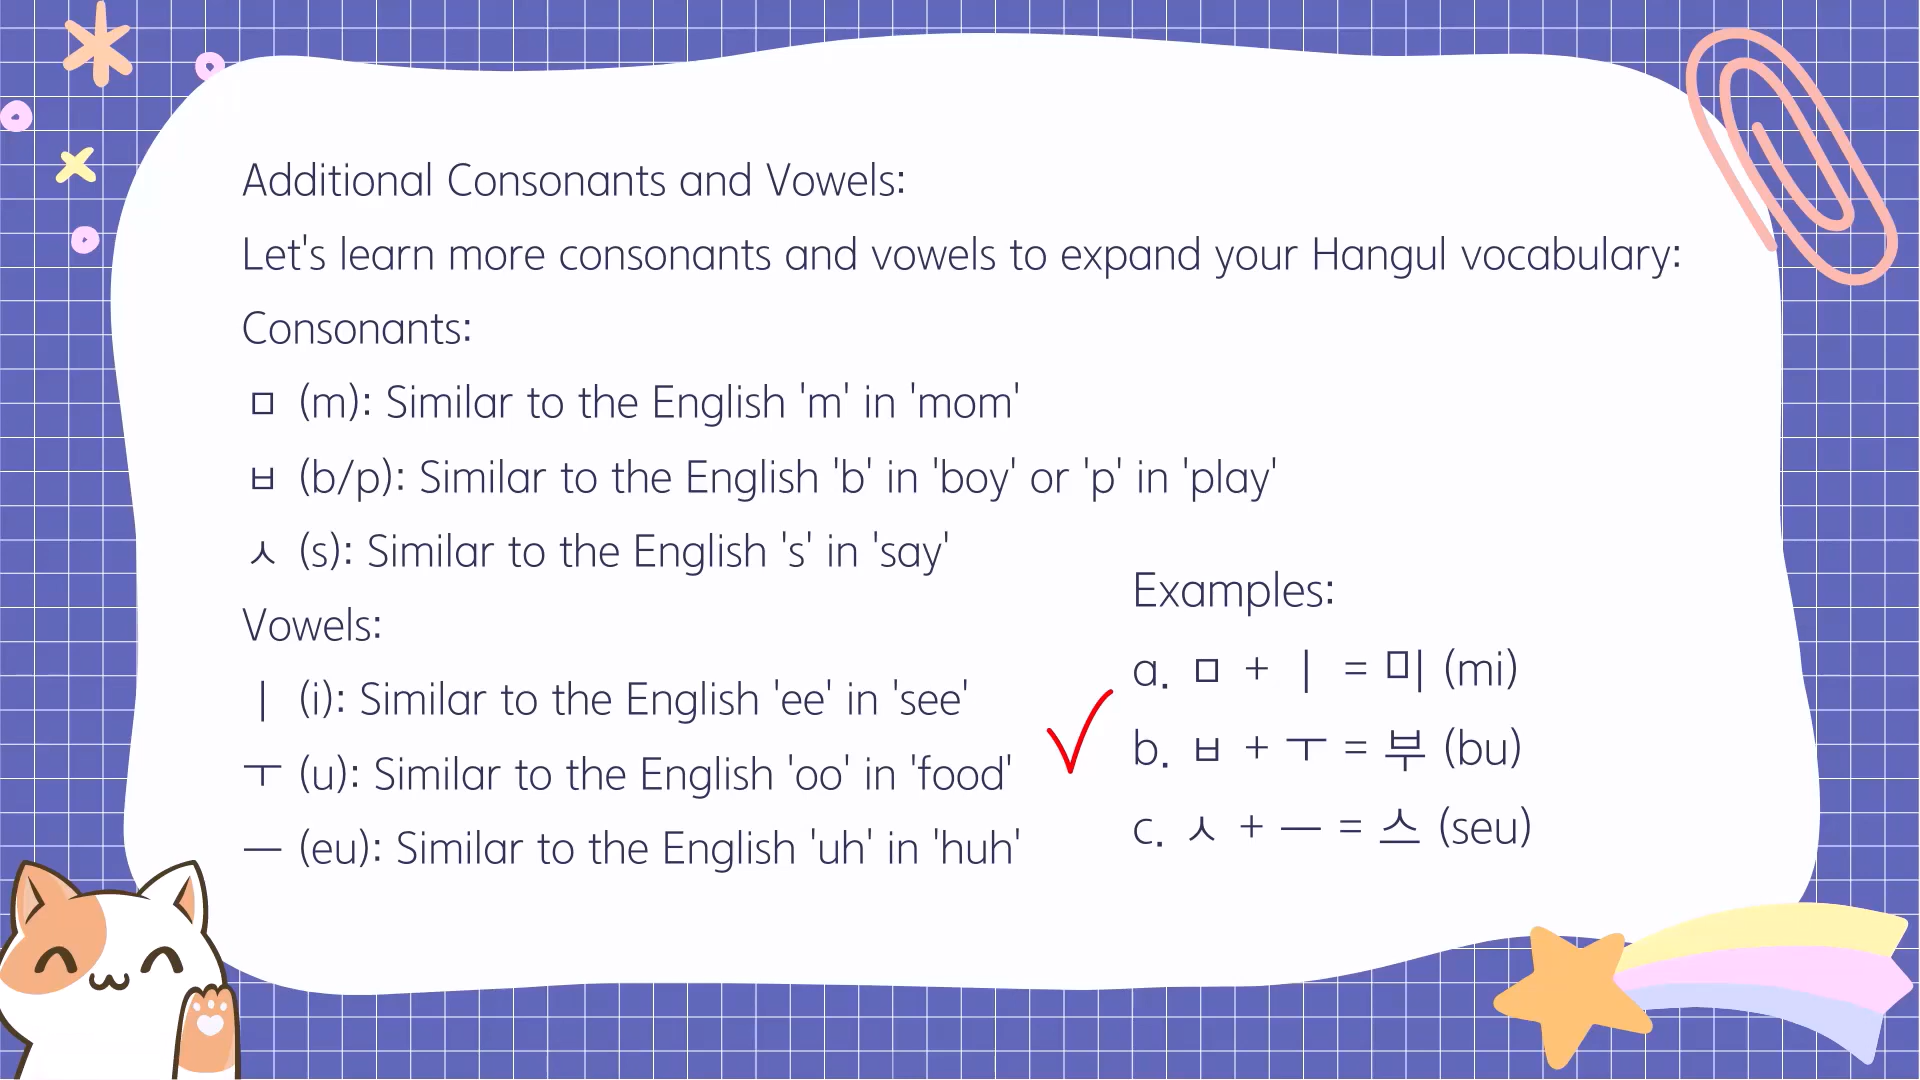 Additional Consonants and Vowels:
Let's learn more consonants and vowels to expand your Hangul vocabulary:
Consonants:
ㅁ (m): Similar to the English 'm' in 'mom'
ㅂ (b/p): Similar to the English 'b' in 'boy' or 'p' in 'play'
ㅅ (s): Similar to the English 's' in 'say'
Vowels:
ㅣ (i): Similar to the English 'ee' in 'see'
ㅜ (u): Similar to the English 'oo' in 'food'
ㅡ (eu): Similar to the English 'uh' in 'huh'
Examples:
a. ㅁ + ㅣ = 미 (mi)
b. ㅂ + ㅜ = 부 (bu)
c. ㅅ + ㅡ = 스 (seu)